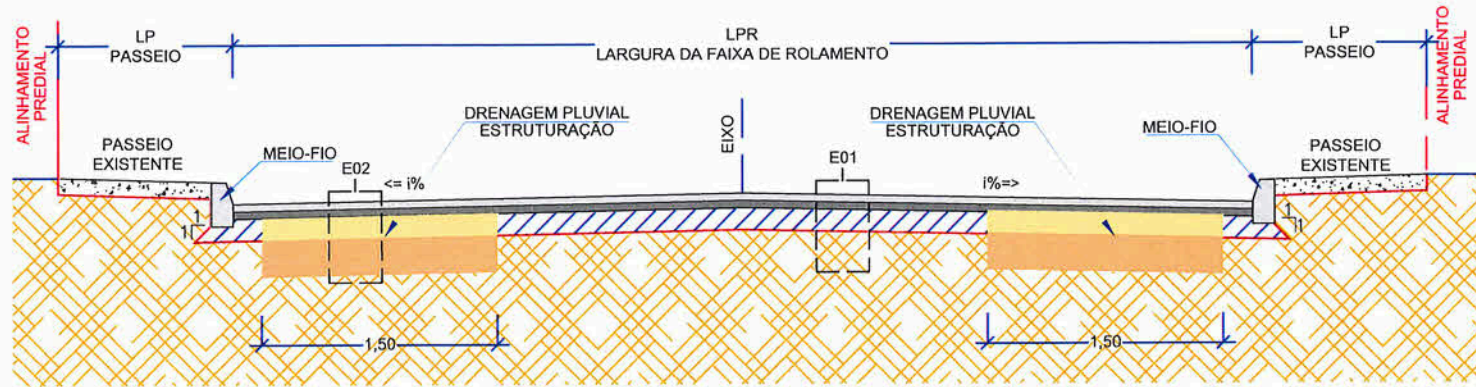 ALINHAMENTO
PREDIAL
LP
PASSEIO
LPR
LARGURA DA FAIXA DE ROLAMENTO
LP
PASSEIO
ALINHAMENTO
PREDIAL
PASSEIO
EXISTENTE
MEIO-FIO
E02
<= i%
DRENAGEM PLUVIAL
ESTRUTURAÇÃO
EIXO
E01
DRENAGEM PLUVIAL
ESTRUTURAÇÃO
i%=>
MEIO-FIO
PASSEIO
EXISTENTE
1
1
1
1
1,50
1,50